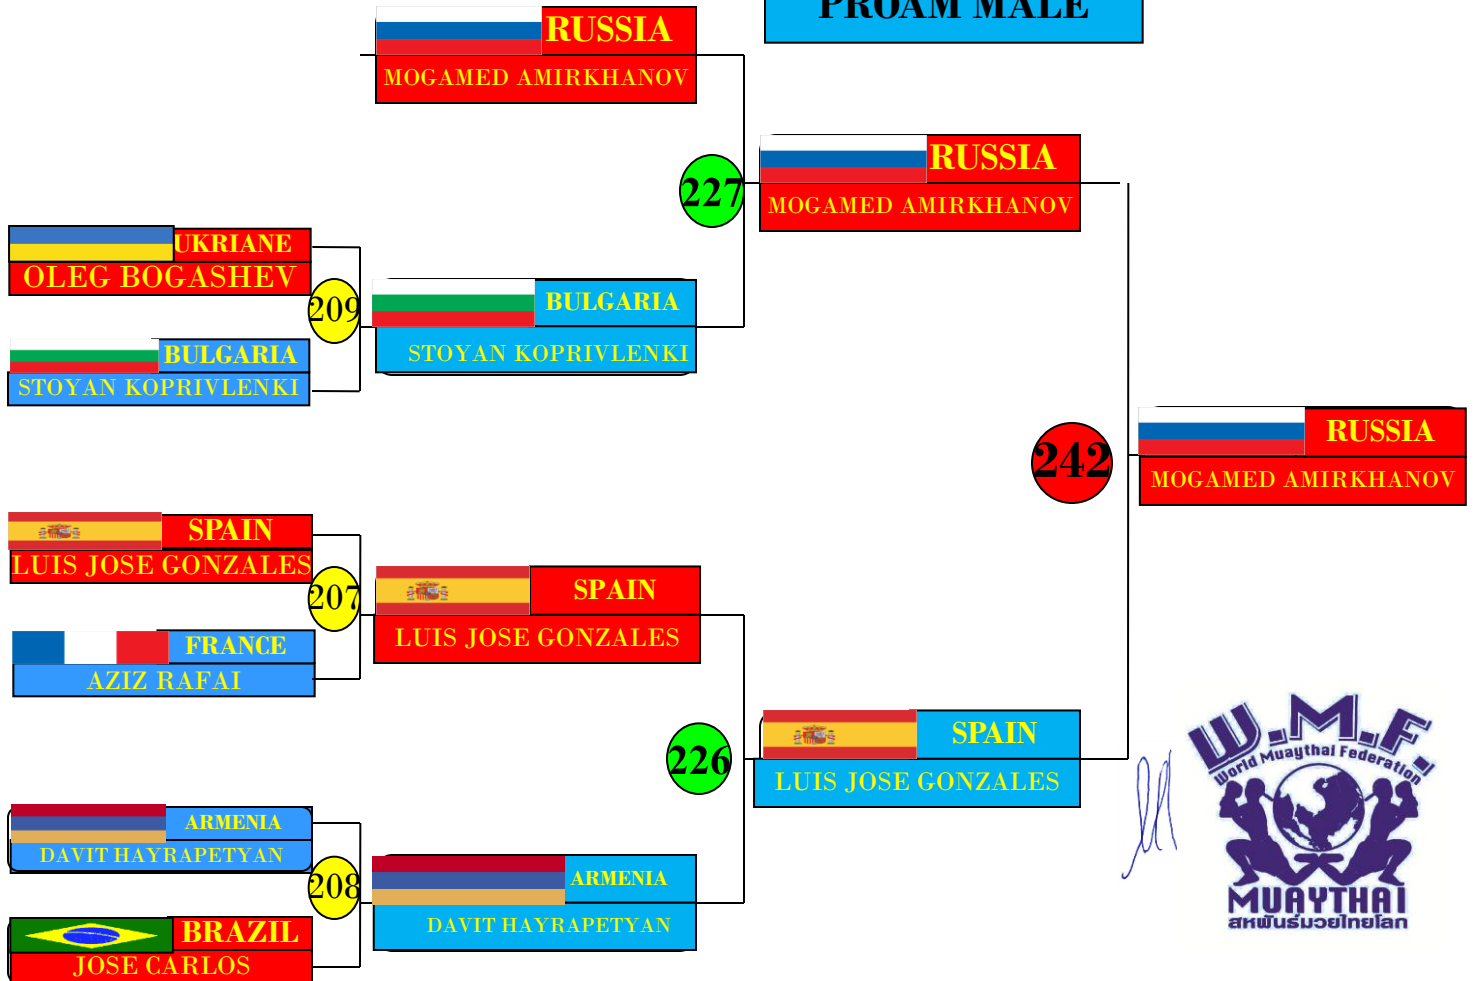 PROAM MALE
RUSSIA
MOGAMED AMIRKHANOV
227
RUSSIA
MOGAMED AMIRKHANOV
UKRIANE
OLEG BOGASHEV
209
BULGARIA
STOYAN KOPRIVLENKI
BULGARIA
STOYAN KOPRIVLENKI
242
RUSSIA
MOGAMED AMIRKHANOV
SPAIN
LUIS JOSE GONZALES
207
SPAIN
LUIS JOSE GONZALES
FRANCE
AZIZ RAFAI
226
SPAIN
LUIS JOSE GONZALES
ARMENIA
DAVIT HAYRAPETYAN
208
ARMENIA
DAVIT HAYRAPETYAN
BRAZIL
JOSE CARLOS
W.M.F.
World Muaythai Federation
MUAYTHAI
สหพันธ์มวยไทยโลก